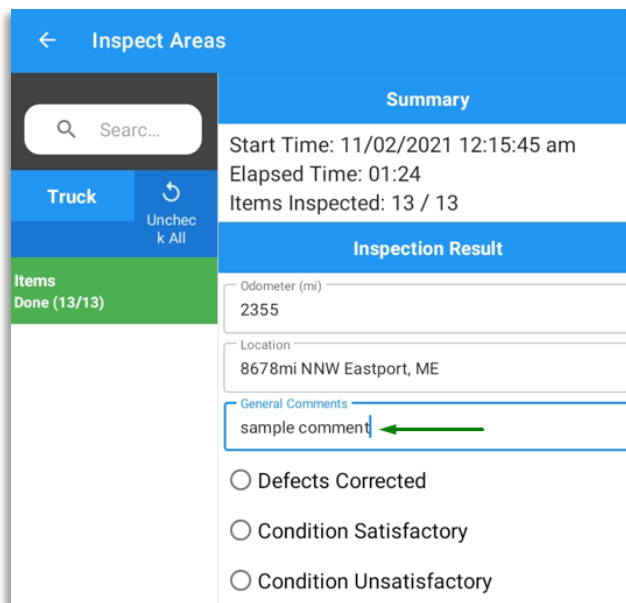 Inspect Areas
Searc...
Truck
Unchec
k All
Items
Done (13/13)
Summary
Start Time: 11/02/2021 12:15:45 am
Elapsed Time: 01:24
Items Inspected: 13 / 13
Inspection Result
Odometer (mi)
2355
Location
8678mi NNW Eastport, ME
General Comments
sample comment
Defects Corrected
Condition Satisfactory
Condition Unsatisfactory